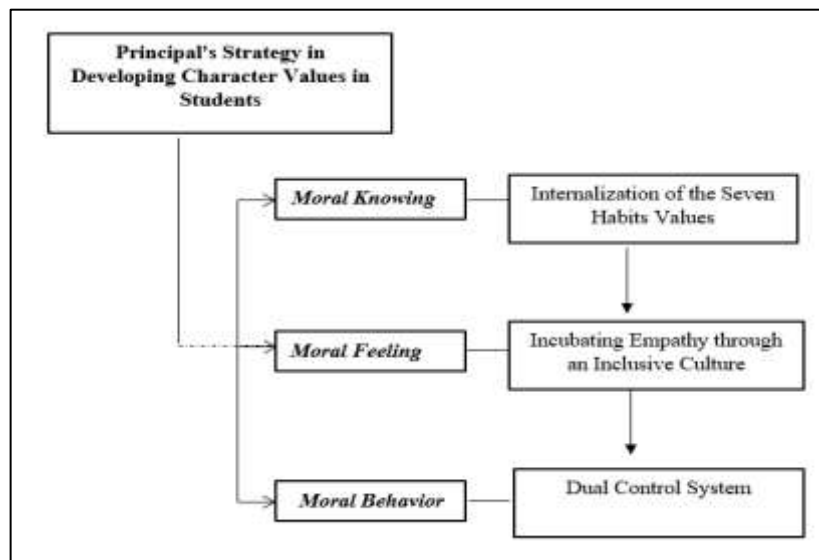 Principal's Strategy in
Developing Character Values in
Students
Moral Knowing
Internalization of the Seven
Habits Values
Moral Feeling
Incubating Empathy through
an Inclusive Culture
Moral Behavior
Dual Control System